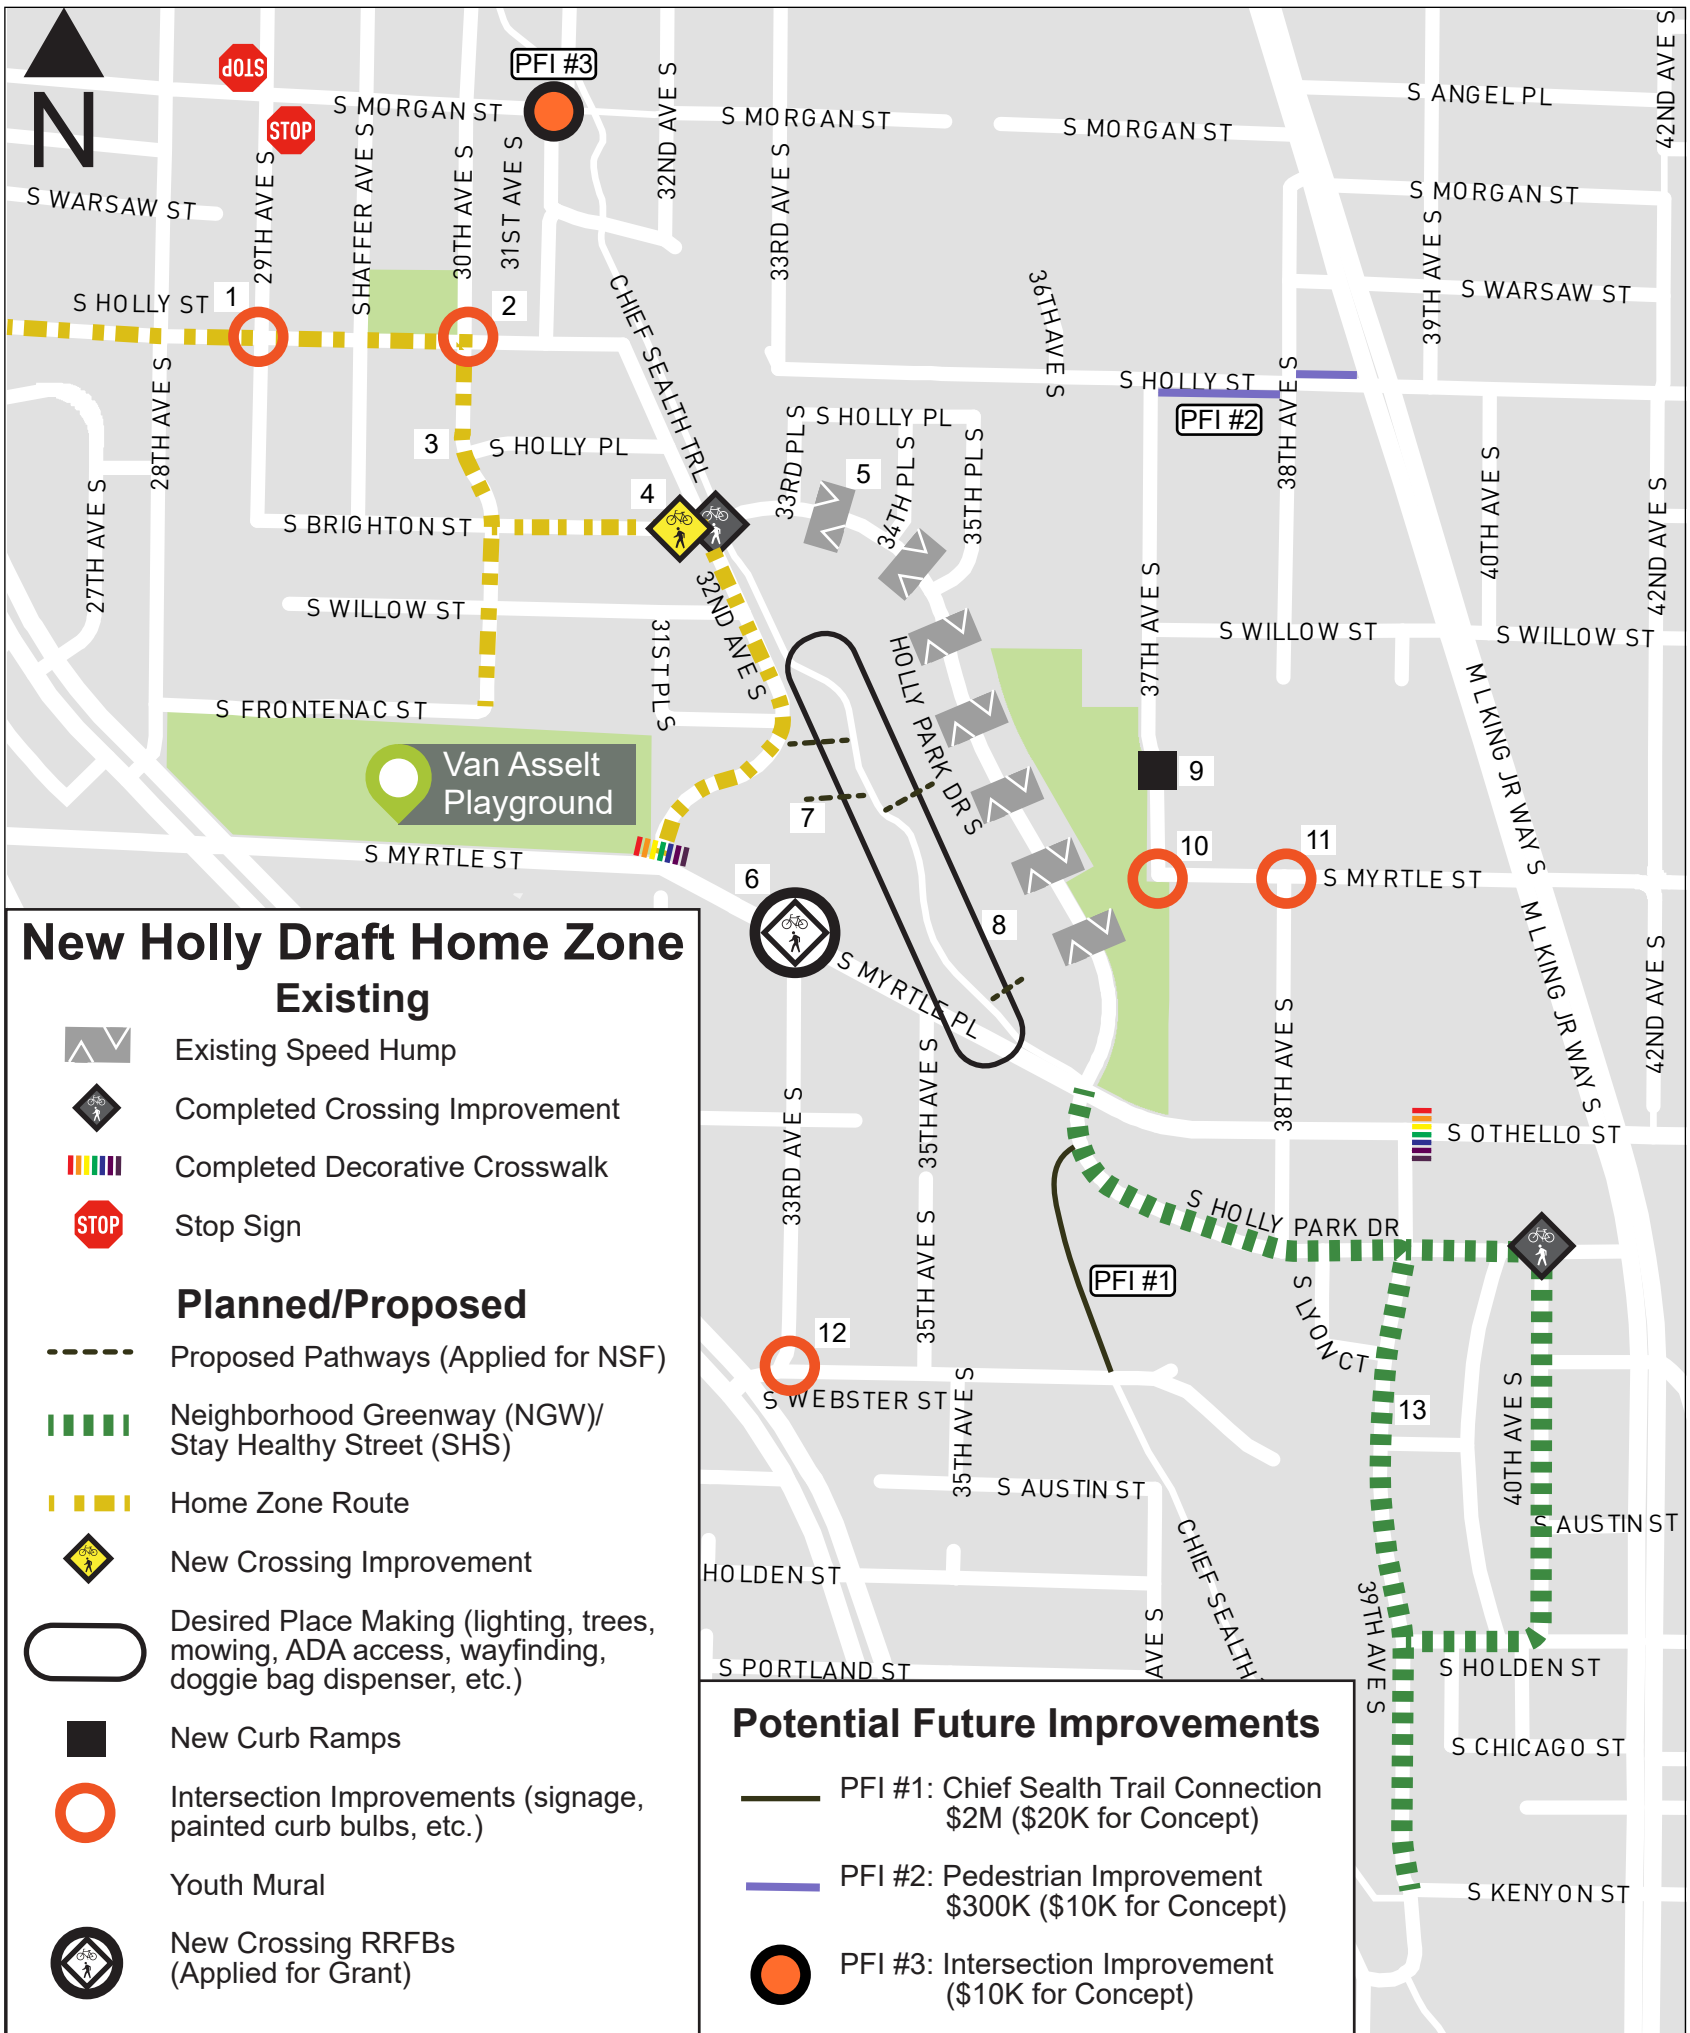 N
STOP
STOP
PFI #3
S MORGAN ST
S MORGAN ST
S MORGAN ST
S ANGEL PL
42ND AVE S
S MORGAN ST
S WARSAW ST
29TH AVE S
SHAFFER AVE S
30TH AVE S
31ST AVE S
32ND AVE S
33RD AVE S
39TH AVE S
S WARSAW ST
S HOLLY ST
1
2
CHIEF SEALTH TRL
36TH AVE S
S HOLLY ST
PFI #2
38TH AVE S
28TH AVE S
3
S HOLLY PL
4
33RD PL S
S HOLLY PL
5
34TH PL S
35TH PL S
40TH AVE S
42ND AVE S
27TH AVE S
S BRIGHTON ST
S WILLOW ST
32ND AVE S
31ST PL S
HOLLY PARK DR S
37TH AVE S
S WILLOW ST
S WILLOW ST
S FRONTENAC ST
M L KING JR WAY S
Van Asselt
Playground
7
9
S MYRTLE ST
6
8
10
11
S MYRTLE ST
M L KING JR WAY S
S MYRTLE PL
35TH AVE S
38TH AVE S
42ND AVE S
33RD AVE S
S OTHELLO ST
35TH AVE S
S HOLLY PARK DR
PFI #1
S LYON CT
12
S WEBSTER ST
35TH AVE S
13
40TH AVE S
S AUSTIN ST
S AUSTIN ST
CHIEF SEALTH
HOLDEN ST
39TH AVE S
AVE S
S PORTLAND ST
S HOLDEN ST
S CHICAGO ST
S KENYON ST
New Holly Draft Home Zone
Existing
Existing Speed Hump
Completed Crossing Improvement
Completed Decorative Crosswalk
STOP
Stop Sign
Planned/Proposed
Proposed Pathways (Applied for NSF)
Neighborhood Greenway (NGW)/
Stay Healthy Street (SHS)
Home Zone Route
New Crossing Improvement
Desired Place Making (lighting, trees,
mowing, ADA access, wayfinding,
doggie bag dispenser, etc.)
New Curb Ramps
Intersection Improvements (signage,
painted curb bulbs, etc.)
Youth Mural
New Crossing RRFBs
(Applied for Grant)
Potential Future Improvements
PFI #1: Chief Sealth Trail Connection
$2M ($20K for Concept)
PFI #2: Pedestrian Improvement
$300K ($10K for Concept)
PFI #3: Intersection Improvement
($10K for Concept)